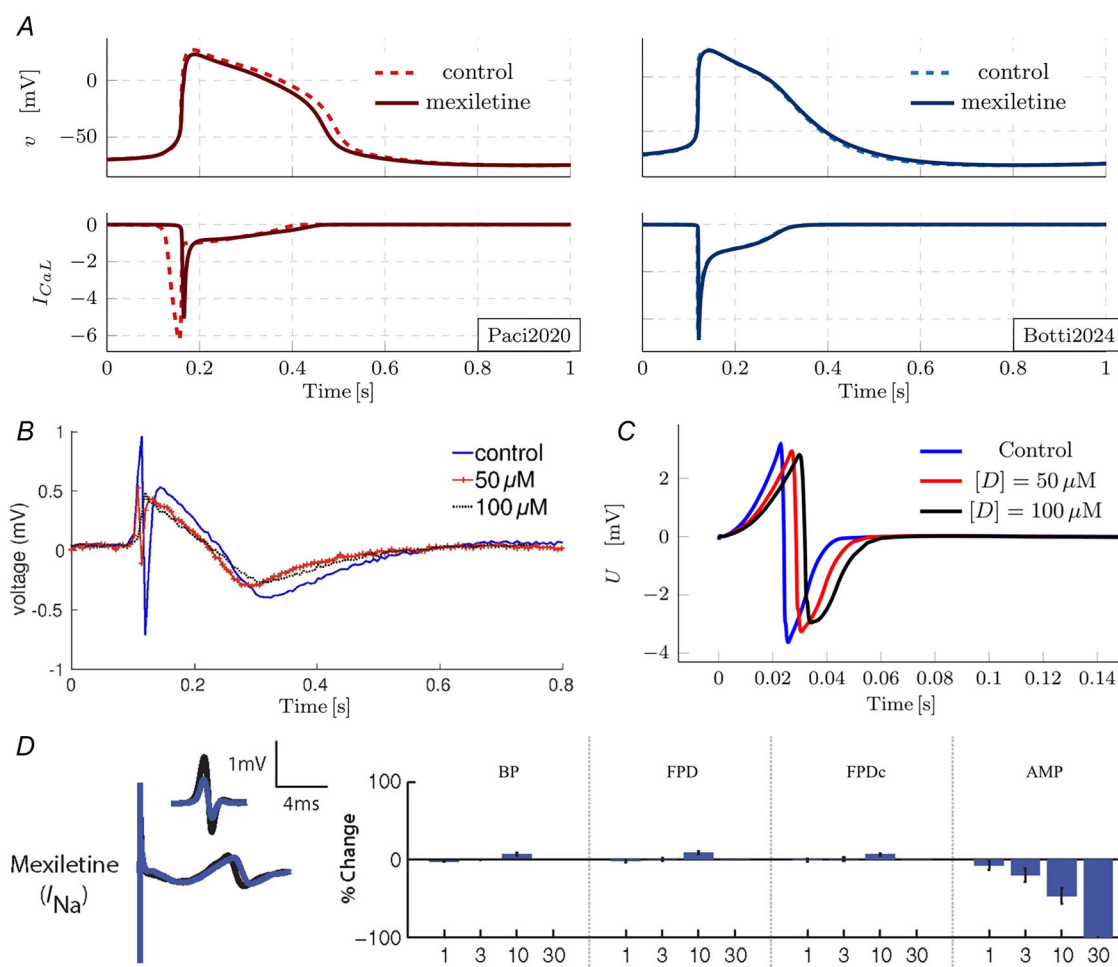 A
0
−50
v [mV]
control
mexiletine
control
mexiletine
0
−2
−4
−6
I_CaL
Paci2020
Botti2024
0 0.2 0.4 0.6 0.8 1
0 0.2 0.4 0.6 0.8 1
Time [s]
Time [s]
B
1
0.5
0
-0.5
-1
voltage (mV)
control
50 μM
100 μM
0 0.2 0.4 0.6 0.8
Time [s]
C
2
0
−2
−4
U [mV]
Control
[D] = 50 μM
[D] = 100 μM
0 0.02 0.04 0.06 0.08 0.1 0.12 0.14
Time [s]
D
1mV
4ms
Mexiletine
(I_Na)
% Change
100
0
-100
BP FPD FPDc AMP
1 3 10 30 1 3 10 30 1 3 10 30 1 3 10 30